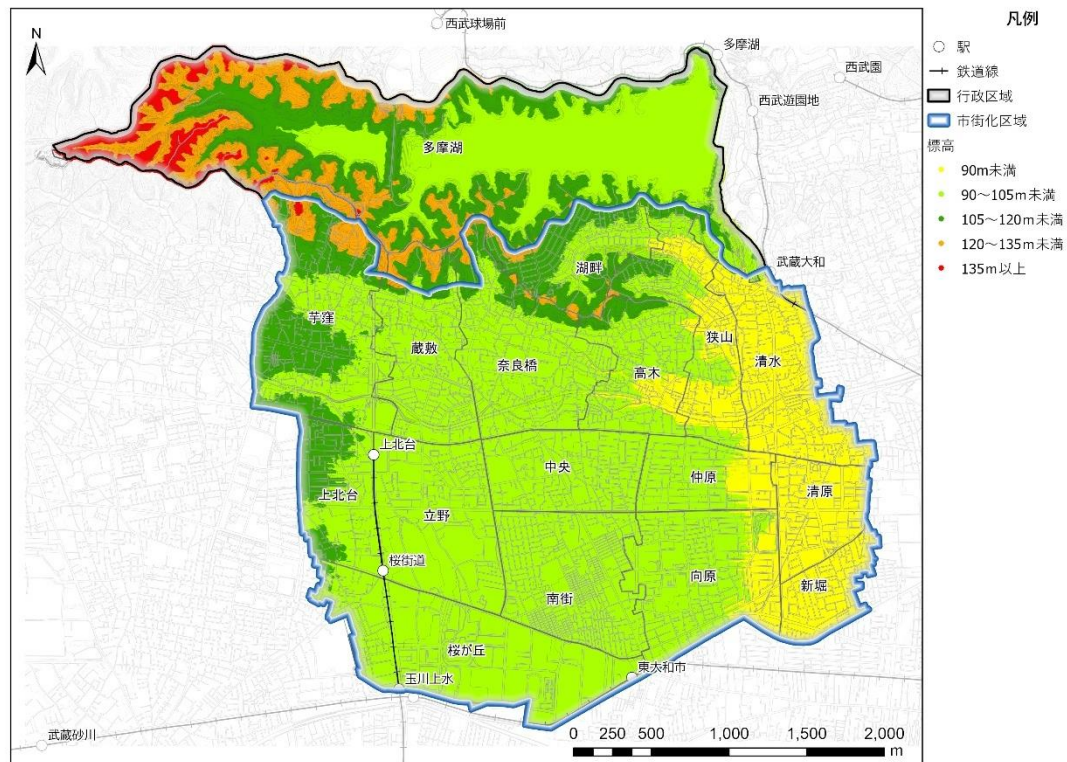 西武球場前
多摩湖
西武園
西武遊園地
N
多摩湖
武蔵大和
湖畔
芋窪
蔵敷
奈良橋
狭山
清水
高木
上北台
中央
仲原
清原
上北台
立野
桜街道
向原
新堀
南街
桜が丘
東大和市
玉川上水
武蔵砂川
0 250 500 1,000 1,500 2,000
m
凡例
駅
鉄道線
行政区域
市街化区域
標高
90m未満
90～105m未満
105～120m未満
120～135m未満
135m以上